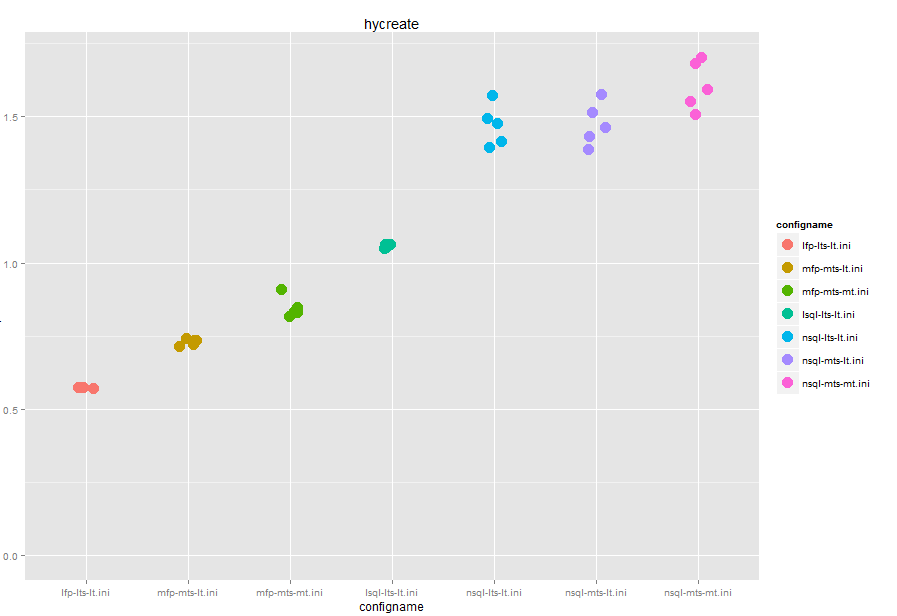 hycreate
1.5
1.0
0.5
0.0
lfp-lts-lt.ini mfp-mts-lt.ini mfp-mts-mt.ini lsql-lts-lt.ini nsql-lts-lt.ini nsql-mts-lt.ini nsql-mts-mt.ini
configname
configname
lfp-lts-lt.ini
mfp-mts-lt.ini
mfp-mts-mt.ini
lsql-lts-lt.ini
nsql-lts-lt.ini
nsql-mts-lt.ini
nsql-mts-mt.ini